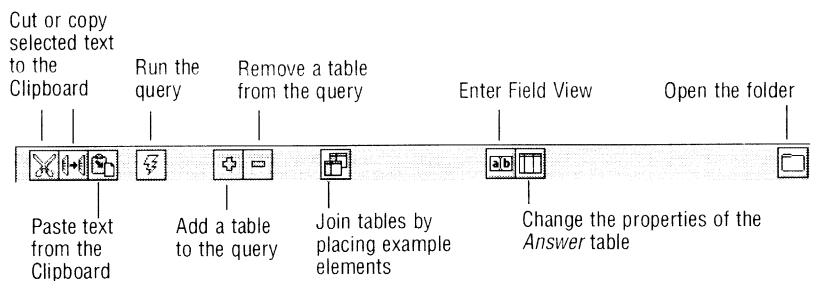 Cut or copy
selected text
to the
Clipboard
Run the
query
Remove a table
from the query
Enter Field View
Open the folder
a b
Paste text
from the
Clipboard
Add a table
to the query
Join tables by
placing example
elements
Change the properties of the
Answer table